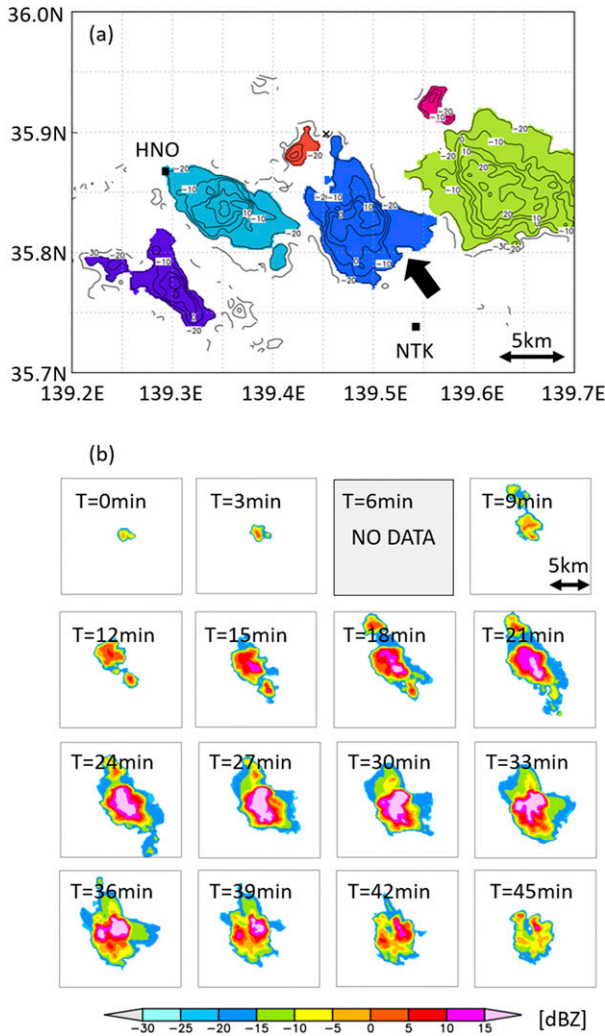 (a)
36.0N
35.9N
35.8N
35.7N
HNO
NTK
5km
139.2E 139.3E 139.4E 139.5E 139.6E 139.7E
(b)
T=0min T=3min T=6min T=9min
NO DATA
5km
T=12min T=15min T=18min T=21min
T=24min T=27min T=30min T=33min
T=36min T=39min T=42min T=45min
−30 −25 −20 −15 −10 −5 0 5 10 15 [dBZ]